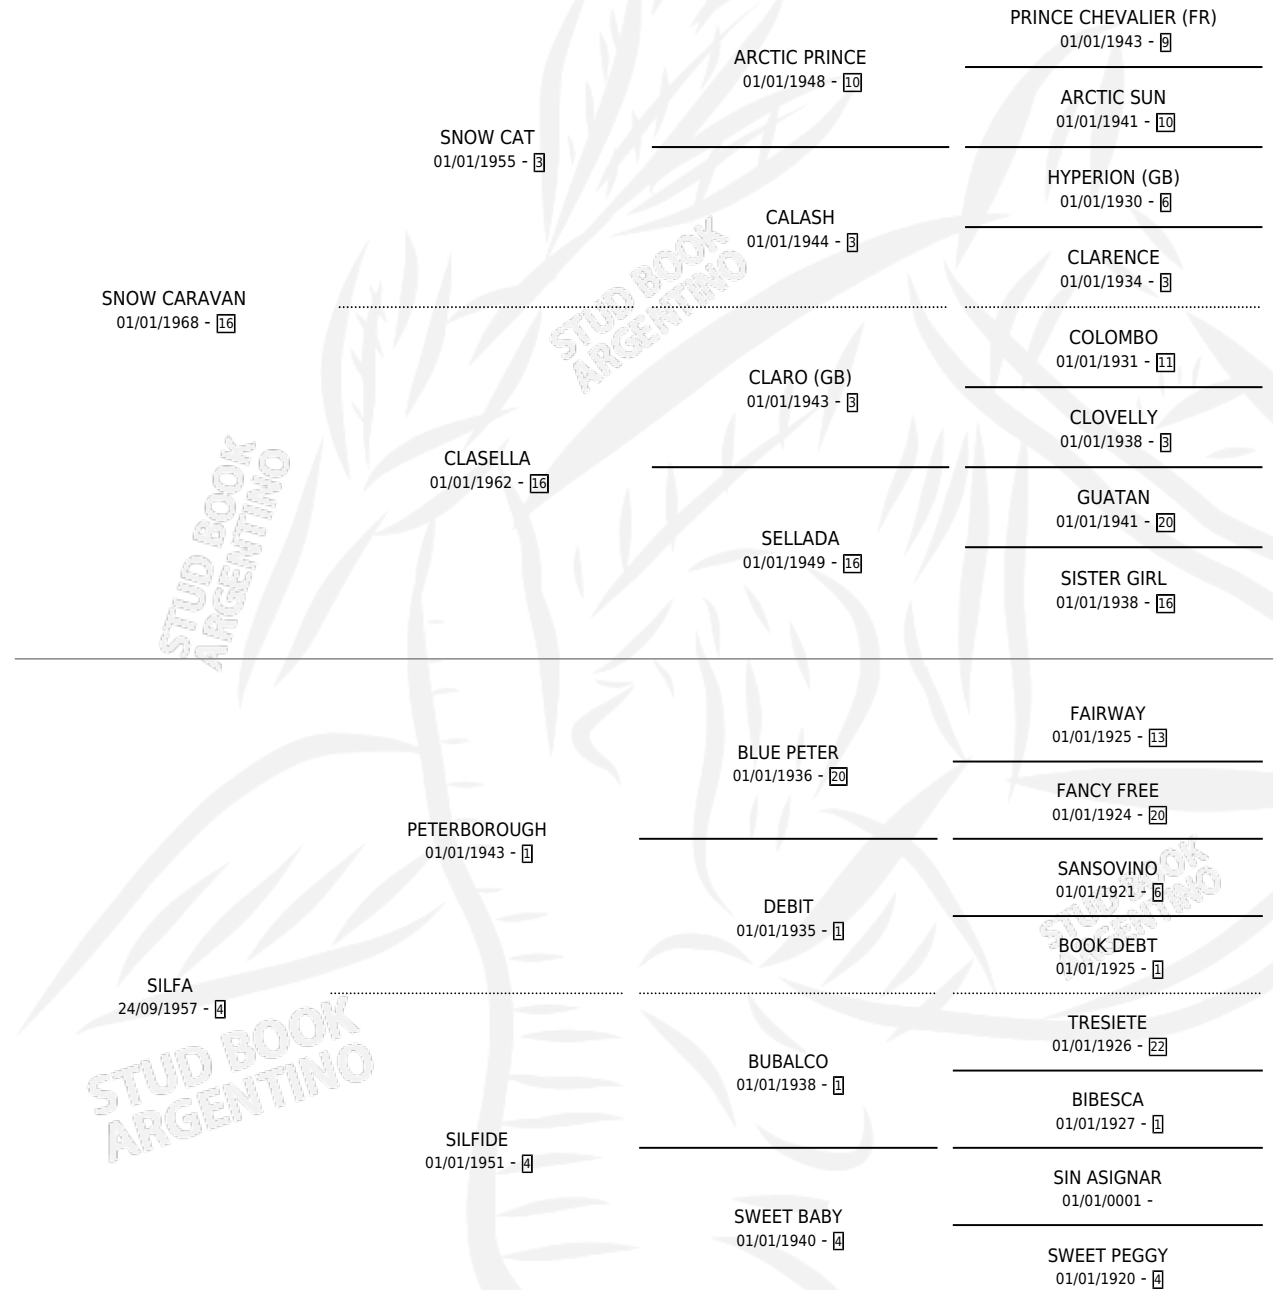 PRINCE CHEVALIER (FR)
01/01/1943 - 9
ARCTIC PRINCE
01/01/1948 - 10
ARCTIC SUN
01/01/1941 - 10
SNOW CAT
01/01/1955 - 3
HYPERION (GB)
01/01/1930 - 6
CALASH
01/01/1944 - 3
CLARENCE
01/01/1934 - 3
SNOW CARAVAN
01/01/1968 - 16
COLOMBO
01/01/1931 - 11
CLARO (GB)
01/01/1943 - 3
CLOVELLY
01/01/1938 - 3
CLASELLA
01/01/1962 - 16
GUATAN
01/01/1941 - 20
SELLADA
01/01/1949 - 16
SISTER GIRL
01/01/1938 - 16
FAIRWAY
01/01/1925 - 13
BLUE PETER
01/01/1936 - 20
FANCY FREE
01/01/1924 - 20
PETERBOROUGH
01/01/1943 - 1
SANSOVINO
01/01/1921 - 6
DEBIT
01/01/1935 - 1
BOOK DEBT
01/01/1925 - 1
SILFA
24/09/1957 - 4
TRESIETE
01/01/1926 - 22
BUBALCO
01/01/1938 - 1
BIBESCA
01/01/1927 - 1
SILFIDE
01/01/1951 - 4
SIN ASIGNAR
01/01/0001 -
SWEET BABY
01/01/1940 - 4
SWEET PEGGY
01/01/1920 - 4
STUD BOOK
ARGENTINO
STUD BOOK
ARGENTINO
STUD BOOK
ARGENTINO
STUD BOOK
ARGENTINO